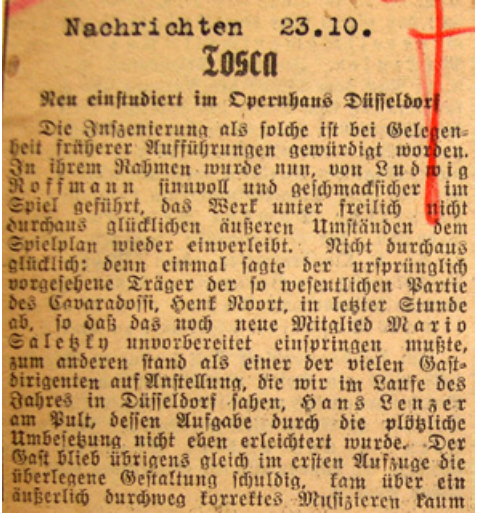 Nachrichten 23.10.
Tosca
Neu einstudiert im Opernhaus Düsseldorf
Die Inszenierung als solche ist bei Gelegen-
heit früherer Aufführungen gewürdigt worden.
In ihrem Rahmen wurde nun, von Ludwig
Roffmann sinnvoll und geschmacksicher im
Spiel geführt, das Werk unter freilich nicht
durchaus glücklichen äußeren Umständen dem
Spielplan wieder einverleibt. Nicht durchaus
glücklich: denn einmal sagte der ursprünglich
vorgesehene Träger der so wesentlichen Partie
des Cavaradossi, Henk Noort, in letzter Stunde
ab, so daß das noch neue Mitglied Mario
Saletzky unvorbereitet einspringen mußte,
zum anderen stand als einer der vielen Gast-
dirigenten auf Anstellung, die wir im Laufe des
Jahres in Düsseldorf sahen, Hans Lenzer
am Pult, dessen Aufgabe durch die plötzliche
Umbesetzung nicht eben erleichtert wurde. Der
Gast blieb übrigens gleich im ersten Aufzuge die
überlegene Gestaltung schuldig, kam über ein
äußerlich durchweg korrektes Musizieren kaum